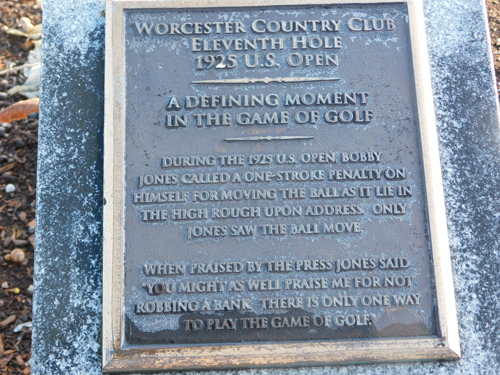 WORCESTER COUNTRY CLUB
ELEVENTH HOLE
1925 U.S. OPEN
A DEFINING MOMENT
IN THE GAME OF GOLF
DURING THE 1925 U.S. OPEN, BOBBY
JONES CALLED A ONE-STROKE PENALTY ON
HIMSELF FOR MOVING THE BALL AS IT LIE IN
THE HIGH ROUGH UPON ADDRESS. ONLY
JONES SAW THE BALL MOVE.
WHEN PRAISED BY THE PRESS JONES SAID
"YOU MIGHT AS WELL PRAISE ME FOR NOT
ROBBING A BANK. THERE IS ONLY ONE WAY
TO PLAY THE GAME OF GOLF."